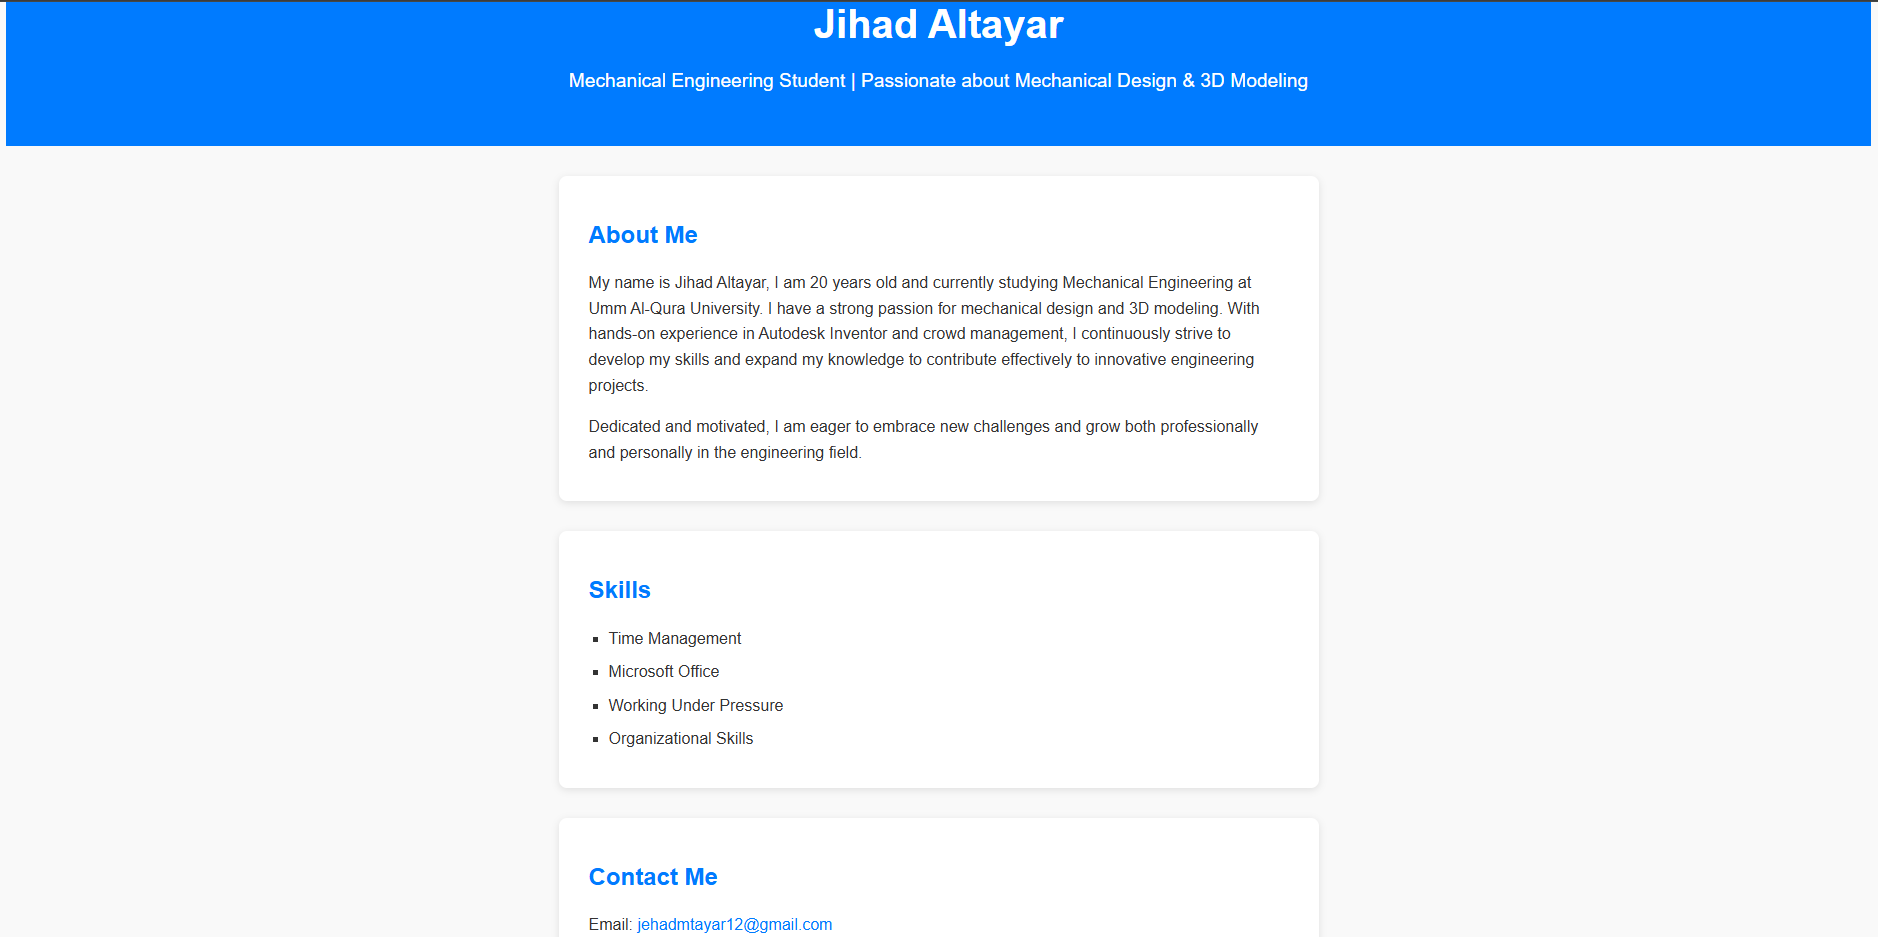 Jihad Altayar
Mechanical Engineering Student | Passionate about Mechanical Design & 3D Modeling
About Me
My name is Jihad Altayar, I am 20 years old and currently studying Mechanical Engineering at
Umm Al-Qura University. I have a strong passion for mechanical design and 3D modeling. With
hands-on experience in Autodesk Inventor and crowd management, I continuously strive to
develop my skills and expand my knowledge to contribute effectively to innovative engineering
projects.
Dedicated and motivated, I am eager to embrace new challenges and grow both professionally
and personally in the engineering field.
Skills
▪ Time Management
▪ Microsoft Office
▪ Working Under Pressure
▪ Organizational Skills
Contact Me
Email: jehadmtayar12@gmail.com